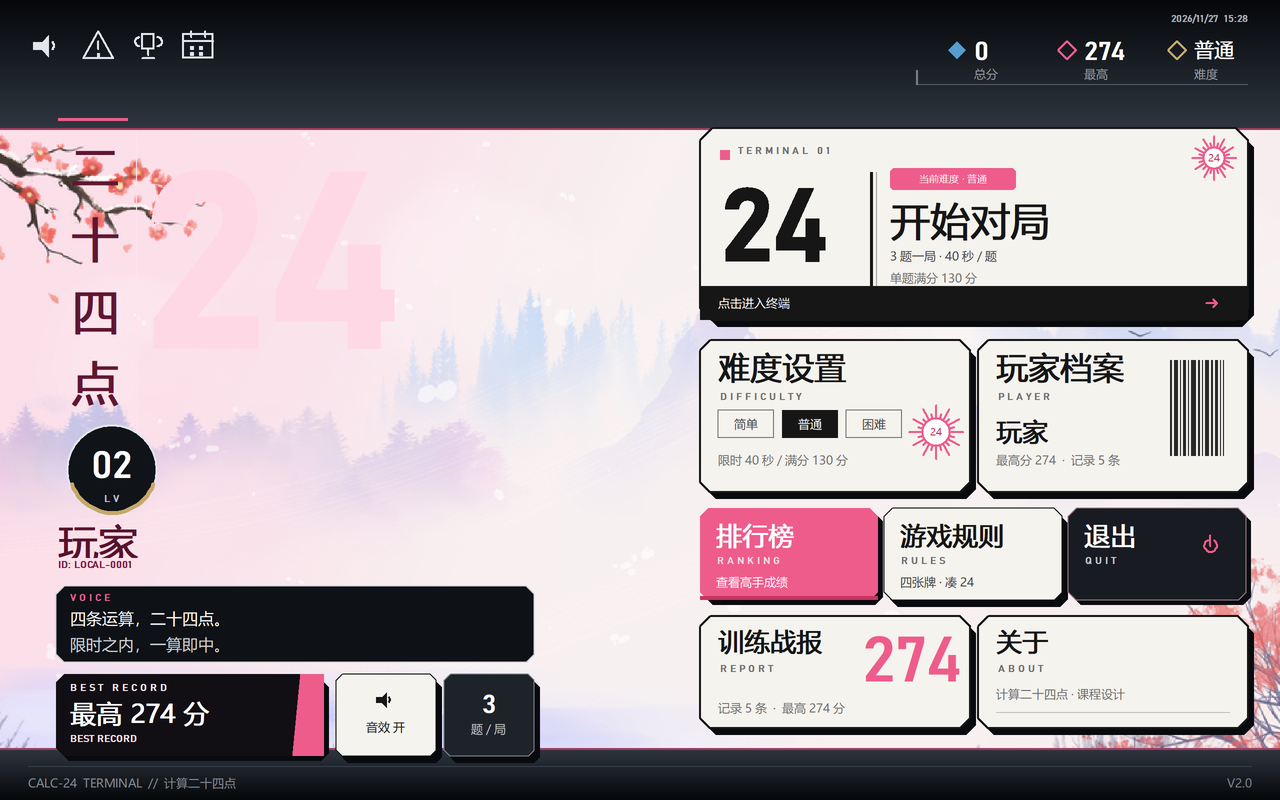 2026/11/27 15:28
0
总分
274
最高
普通
难度
24
二
十
四
点
02
LV
玩家
ID: LOCAL-0001
VOICE
四条运算，二十四点。
限时之内，一算即中。
BEST RECORD
最高 274 分
BEST RECORD
音效 开
3
题 / 局
TERMINAL 01
24
24
当前难度 · 普通
开始对局
3 题一局 · 40 秒 / 题
单题满分 130 分
点击进入终端
难度设置
DIFFICULTY
简单
普通
困难
24
限时 40 秒 / 满分 130 分
玩家档案
PLAYER
玩家
最高分 274 · 记录 5 条
排行榜
RANKING
查看高手成绩
游戏规则
RULES
四张牌 · 凑 24
退出
QUIT
训练战报
REPORT
274
记录 5 条 · 最高 274 分
关于
ABOUT
计算二十四点 · 课程设计
CALC-24 TERMINAL // 计算二十四点
V2.0